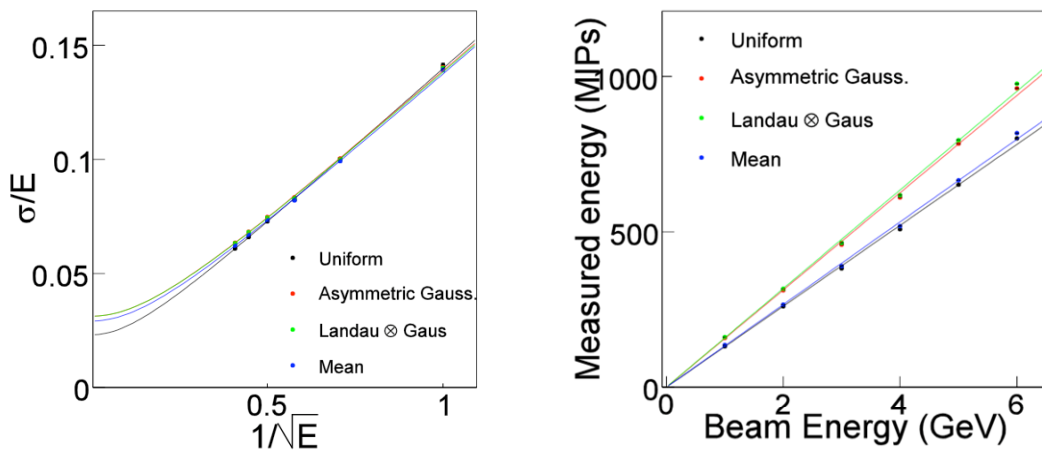 σ/E
0.15
0.1
0.05
0
0.5
1
1/√E
Uniform
Asymmetric Gauss.
Landau ⊗ Gaus
Mean
Measured energy (MIPs)
1000
500
0
0
2
4
6
Beam Energy (GeV)
Uniform
Asymmetric Gauss.
Landau ⊗ Gaus
Mean